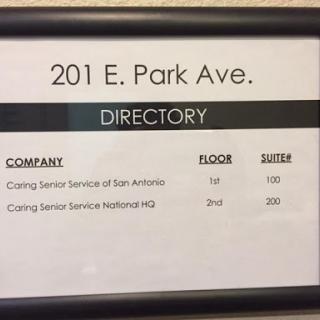 201 E. Park Ave.
DIRECTORY
COMPANY FLOOR SUITE#
Caring Senior Service of San Antonio 1st 100
Caring Senior Service National HQ 2nd 200